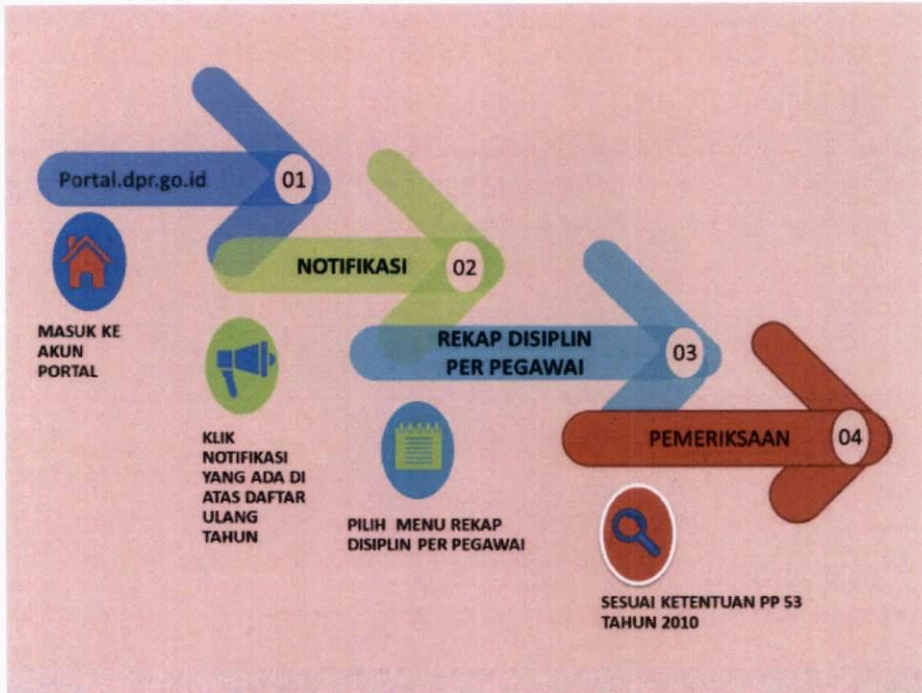 Portal.dpr.go.id
01
MASUK KE
AKUN
PORTAL
NOTIFIKASI
02
KLIK
NOTIFIKASI
YANG ADA DI
ATAS DAFTAR
ULANG
TAHUN
REKAP DISIPLIN
PER PEGAWAI
03
PILIH MENU REKAP
DISIPLIN PER PEGAWAI
PEMERIKSAAN
04
SESUAI KETENTUAN PP 53
TAHUN 2010